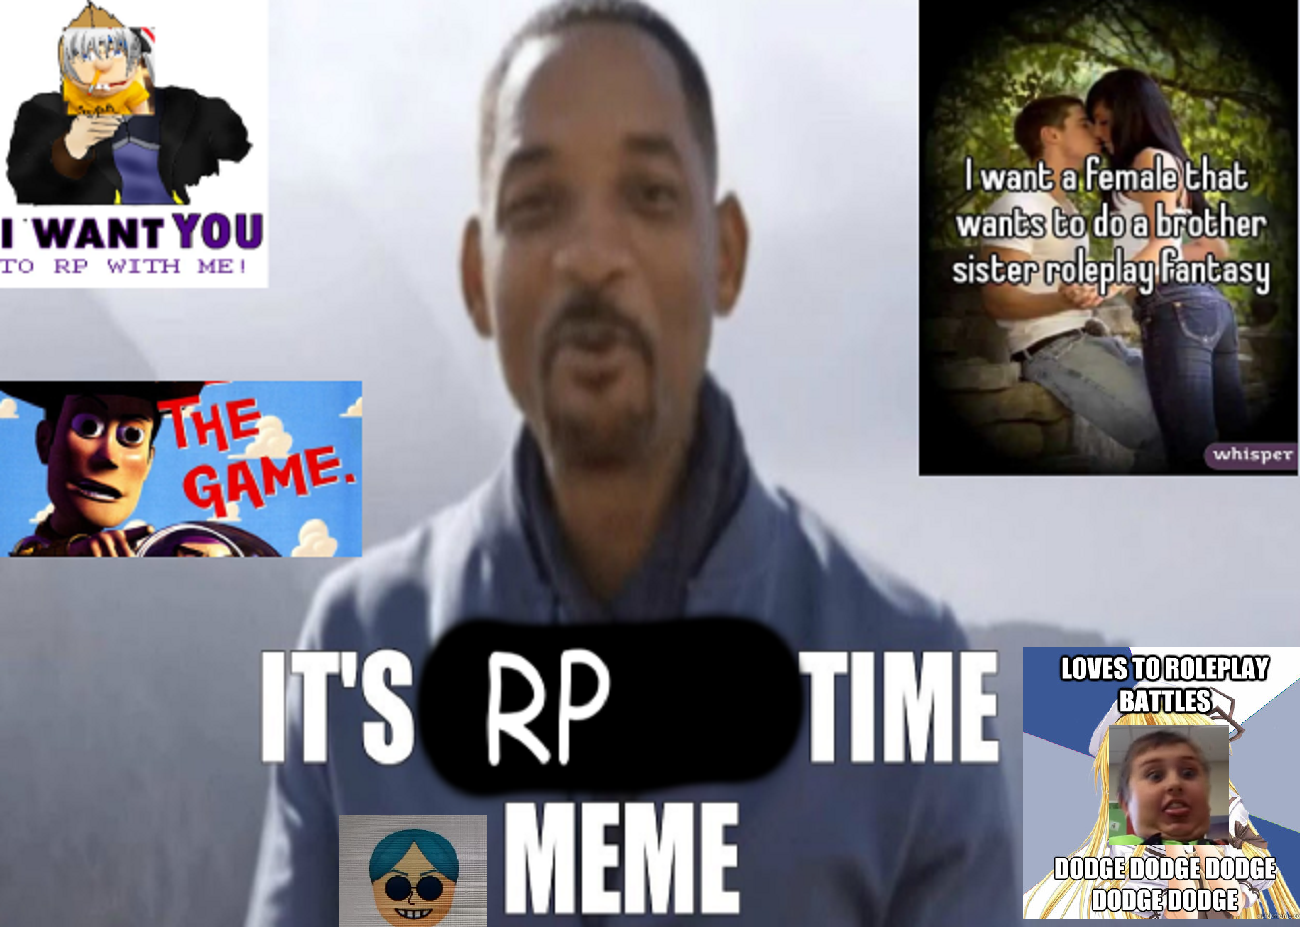 I WANT YOU
TO RP WITH ME!
I want a female that
wants to do a brother
sister roleplay fantasy
whisper
THE
GAME.
IT'S RP TIME
MEME
LOVES TO ROLEPLAY
BATTLES
DODGE DODGE DODGE
DODGE DODGE